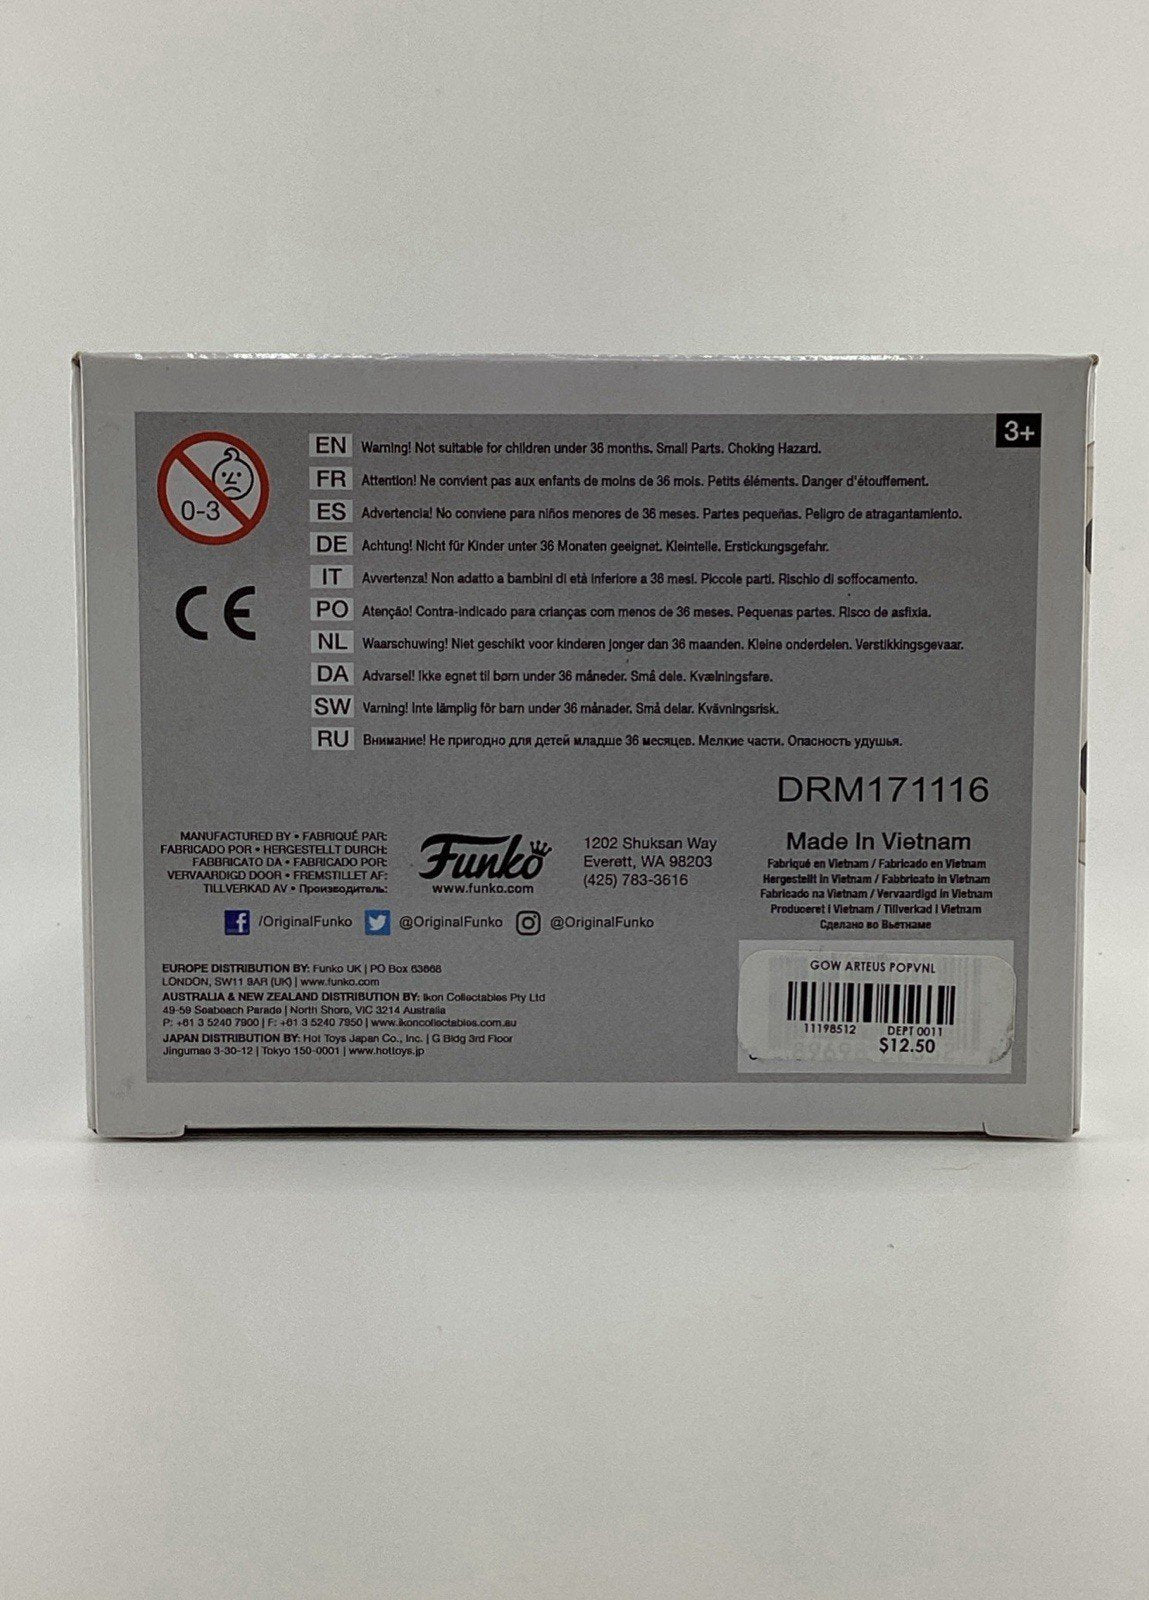 3+
0-3
CE
EN Warning! Not suitable for children under 36 months. Small Parts. Choking Hazard.
FR Attention! Ne convient pas aux enfants de moins de 36 mois. Petits éléments. Danger d'étouffement.
ES Advertencia! No conviene para niños menores de 36 meses. Partes pequeñas. Peligro de atragantamiento.
DE Achtung! Nicht für Kinder unter 36 Monaten geeignet. Kleinteile. Erstickungsgefahr.
IT Avvertenza! Non adatto a bambini di età inferiore a 36 mesi. Piccole parti. Rischio di soffocamento.
PO Atenção! Contra-indicado para crianças com menos de 36 meses. Pequenas partes. Risco de asfixia.
NL Waarschuwing! Niet geschikt voor kinderen jonger dan 36 maanden. Kleine onderdelen. Verstikkingsgevaar.
DA Advarsel! Ikke egnet til børn under 36 måneder. Små dele. Kvælningsfare.
SW Varning! Inte lämplig för barn under 36 månader. Små delar. Kvävningsrisk.
RU Внимание! Не пригодно для детей младше 36 месяцев. Мелкие части. Опасность удушья.
DRM171116
MANUFACTURED BY • FABRIQUÉ PAR:
FABRICADO POR • HERGESTELLT DURCH:
FABBRICATO DA • FABRICADO POR:
VERVAARDIGD DOOR • FREMSTILLET AF:
TILLVERKAD AV • Производитель:
Funko
www.funko.com
1202 Shuksan Way
Everett, WA 98203
(425) 783-3616
Made In Vietnam
Fabriqué en Vietnam / Fabricado en Vietnam
Hergestellt in Vietnam / Fabbricato in Vietnam
Fabricado na Vietnam / Vervaardigd in Vietnam
Produceret i Vietnam / Tillverkad i Vietnam
Сделано во Вьетнаме
/OriginalFunko @OriginalFunko @OriginalFunko
EUROPE DISTRIBUTION BY: Funko UK | PO Box 63868
LONDON, SW11 9AR (UK) | www.funko.com
AUSTRALIA & NEW ZEALAND DISTRIBUTION BY: Ikon Collectables Pty Ltd
49-59 Seabeach Parade | North Shore, VIC 3214 Australia
P: +61 3 5240 7900 | F: +61 3 5240 7950 | www.ikoncollectables.com.au
JAPAN DISTRIBUTION BY: Hot Toys Japan Co., Inc. | G Bldg 3rd Floor
Jingumae 3-30-12 | Tokyo 150-0001 | www.hottoys.jp
GOW ARTEUS POPVNL
11198512 DEPT 0011
$12.50